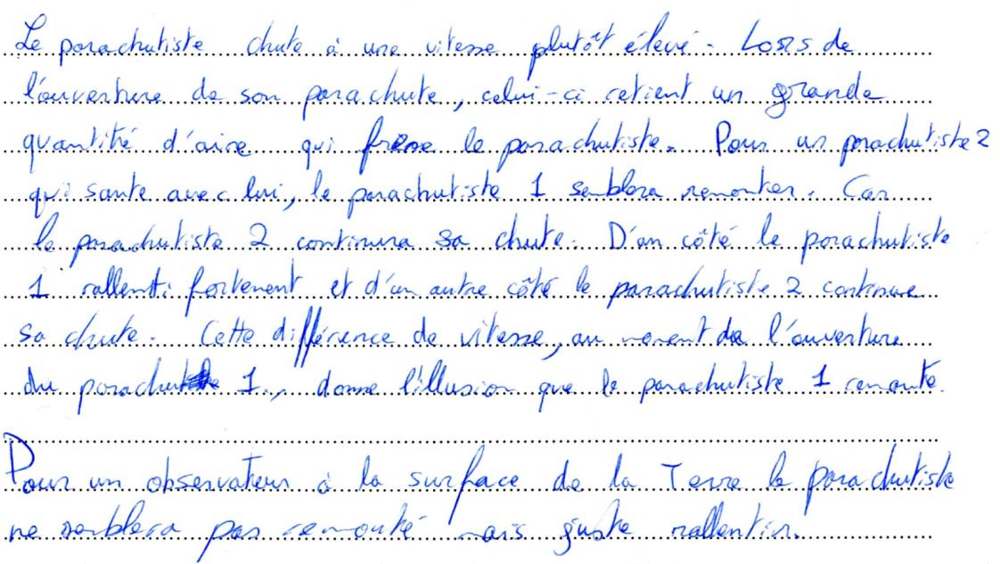 Le parachutiste chute à une vitesse plutôt élevé. Lors de
l'ouverture de son parachute, celui-ci retient un grande
quantité d'aire qui frêne le parachutiste. Pour un parachutiste 2
qui saute avec lui, le parachutiste 1 semblera remonter. Car
le parachutiste 2 continura sa chute. D'un côté le parachutiste
1 rallenti fortement et d'un autre côté le parachutiste 2 continue
sa chute. Cette différence de vitesse, au moment de l'ouverture
du parachute 1, donne l'illusion que le parachutiste 1 remonte.
Pour un observateur à la surface de la Terre le parachutiste
ne semblera pas remonté mais juste rallentir.